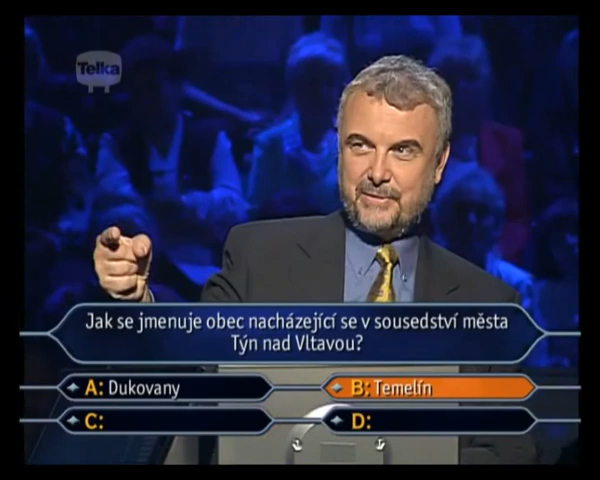 Telka
Jak se jmenuje obec nacházející se v sousedství města
Týn nad Vltavou?
A: Dukovany
B: Temelín
C:
D: